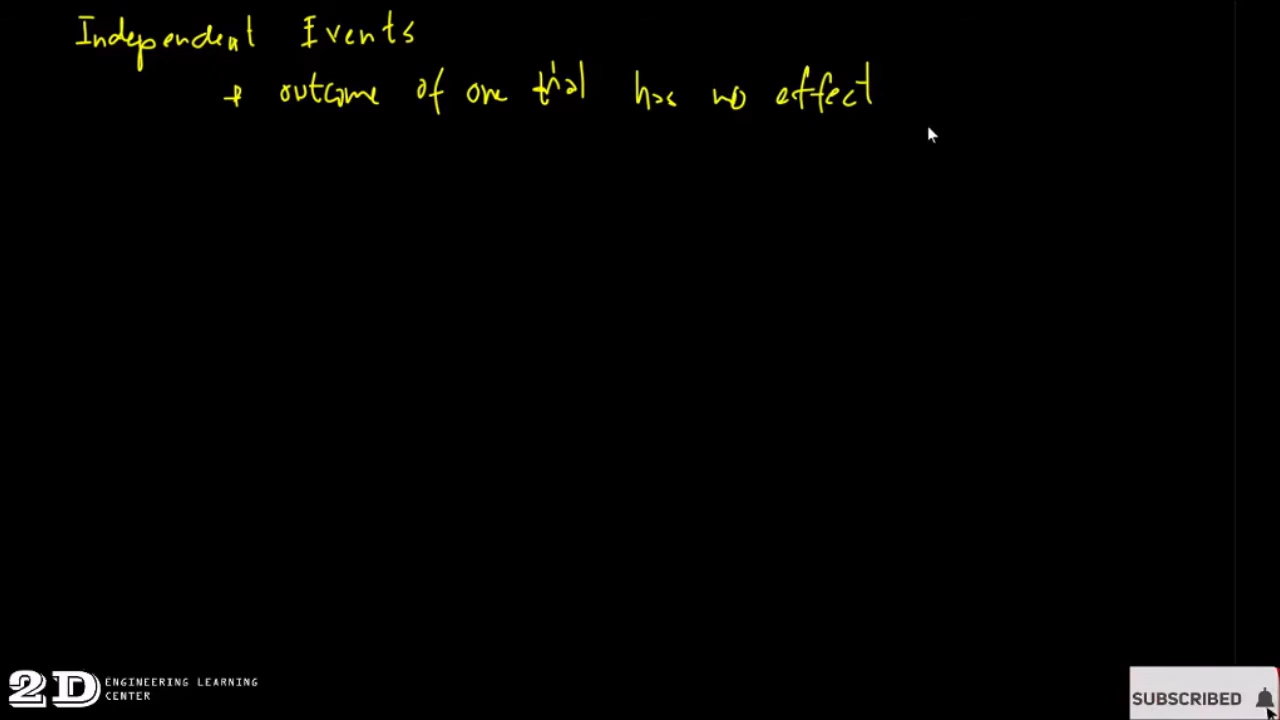 Independent Events
* outcome of one trial has no effect
2D ENGINEERING LEARNING
CENTER
SUBSCRIBED